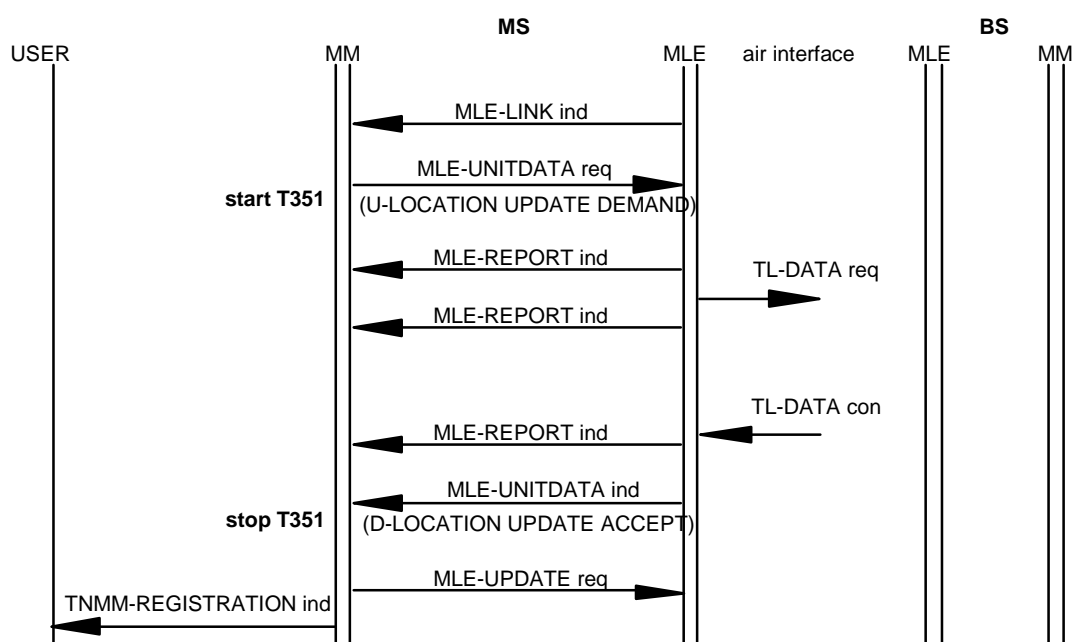 MS BS
USER MM MLE air interface MLE MM
MLE-LINK ind
MLE-UNITDATA req
start T351
(U-LOCATION UPDATE DEMAND)
MLE-REPORT ind
TL-DATA req
MLE-REPORT ind
TL-DATA con
MLE-REPORT ind
MLE-UNITDATA ind
stop T351
(D-LOCATION UPDATE ACCEPT)
MLE-UPDATE req
TNMM-REGISTRATION ind